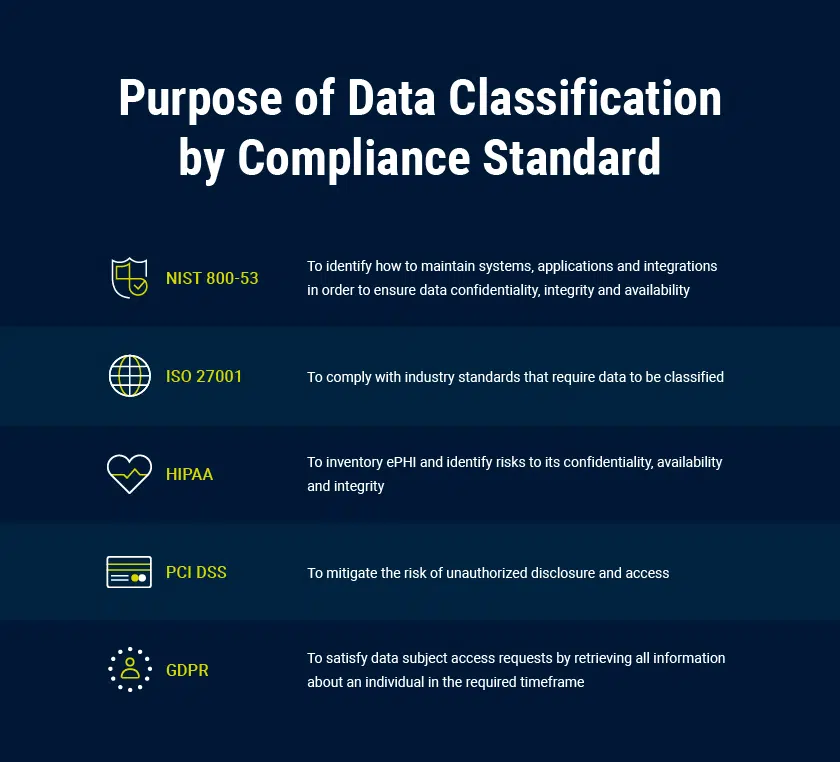 Purpose of Data Classification
by Compliance Standard
NIST 800-53
To identify how to maintain systems, applications and integrations
in order to ensure data confidentiality, integrity and availability
ISO 27001
To comply with industry standards that require data to be classified
HIPAA
To inventory ePHI and identify risks to its confidentiality, availability
and integrity
PCI DSS
To mitigate the risk of unauthorized disclosure and access
GDPR
To satisfy data subject access requests by retrieving all information
about an individual in the required timeframe